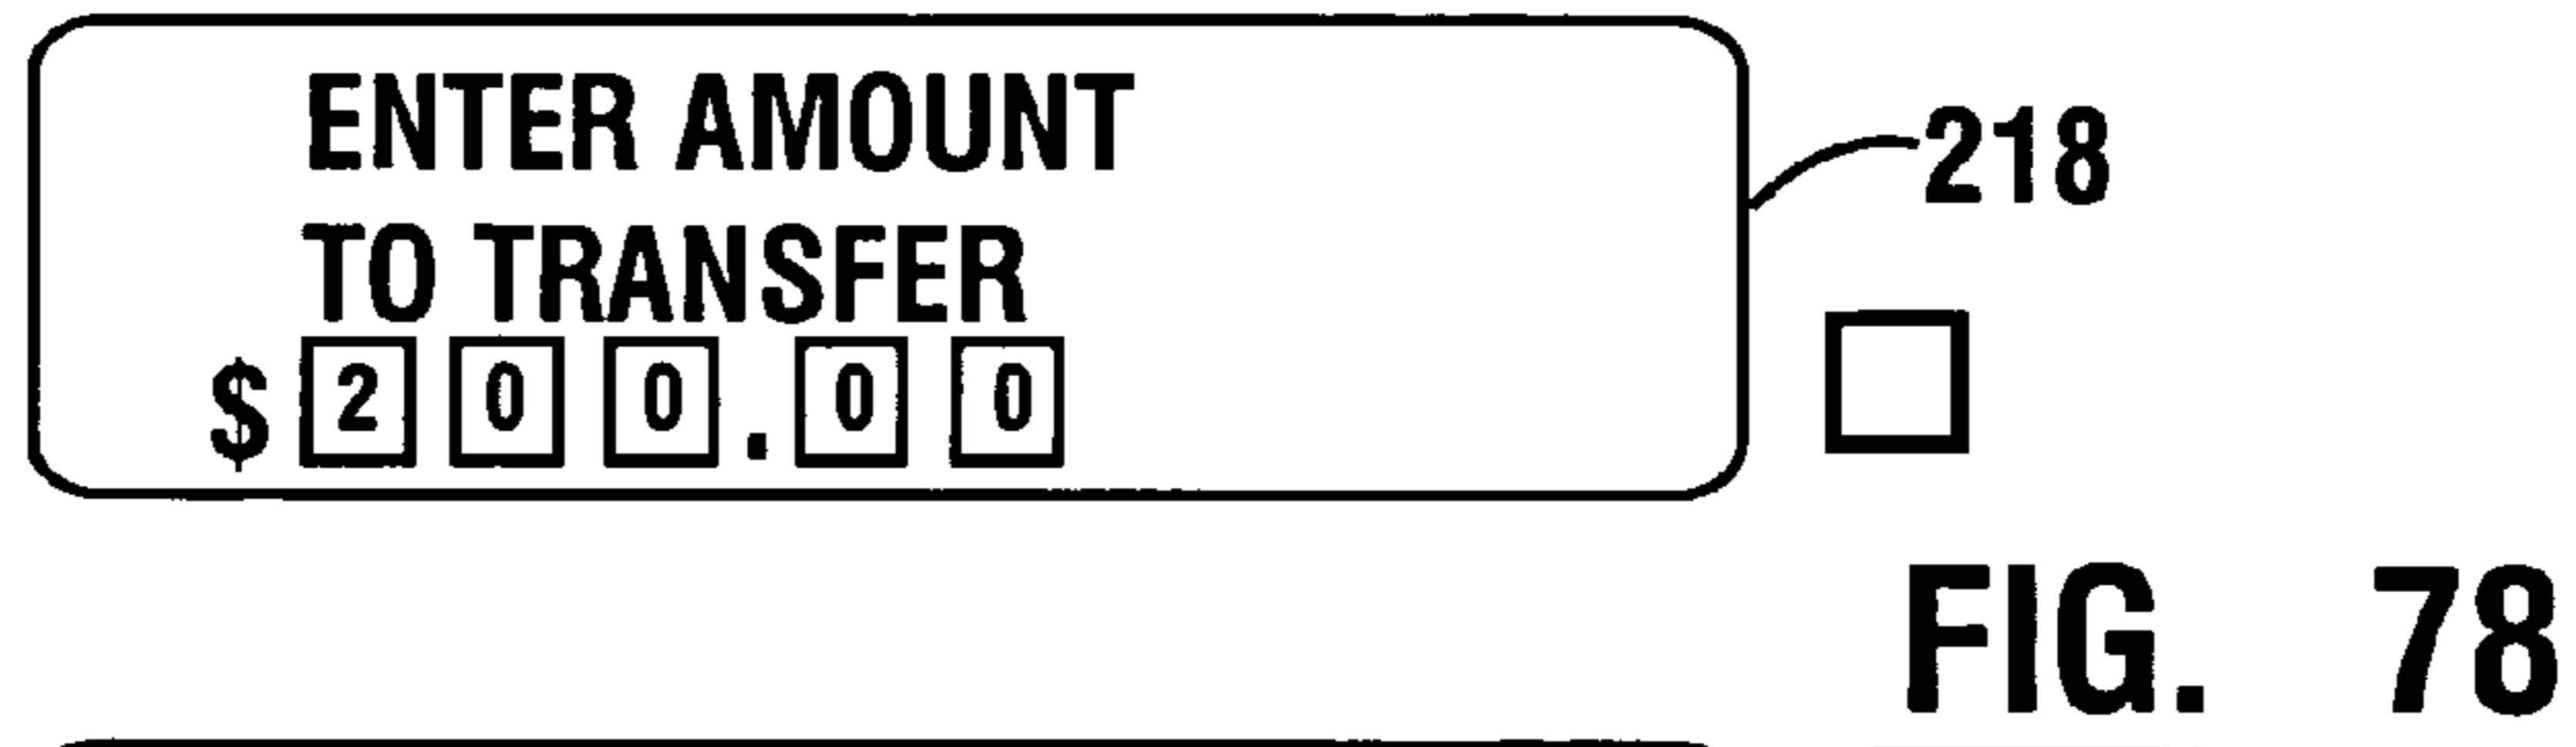 ENTER AMOUNT
TO TRANSFER
$ 2 0 0 . 0 0
218
FIG. 78